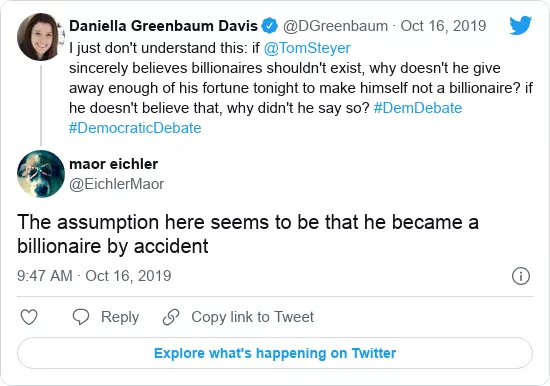 Daniella Greenbaum Davis @DGreenbaum · Oct 16, 2019
I just don't understand this: if @TomSteyer
sincerely believes billionaires shouldn't exist, why doesn't he give
away enough of his fortune tonight to make himself not a billionaire? if
he doesn't believe that, why didn't he say so? #DemDebate
#DemocraticDebate
maor eichler
@EichlerMaor
The assumption here seems to be that he became a
billionaire by accident
9:47 AM · Oct 16, 2019
Reply
Copy link to Tweet
Explore what's happening on Twitter